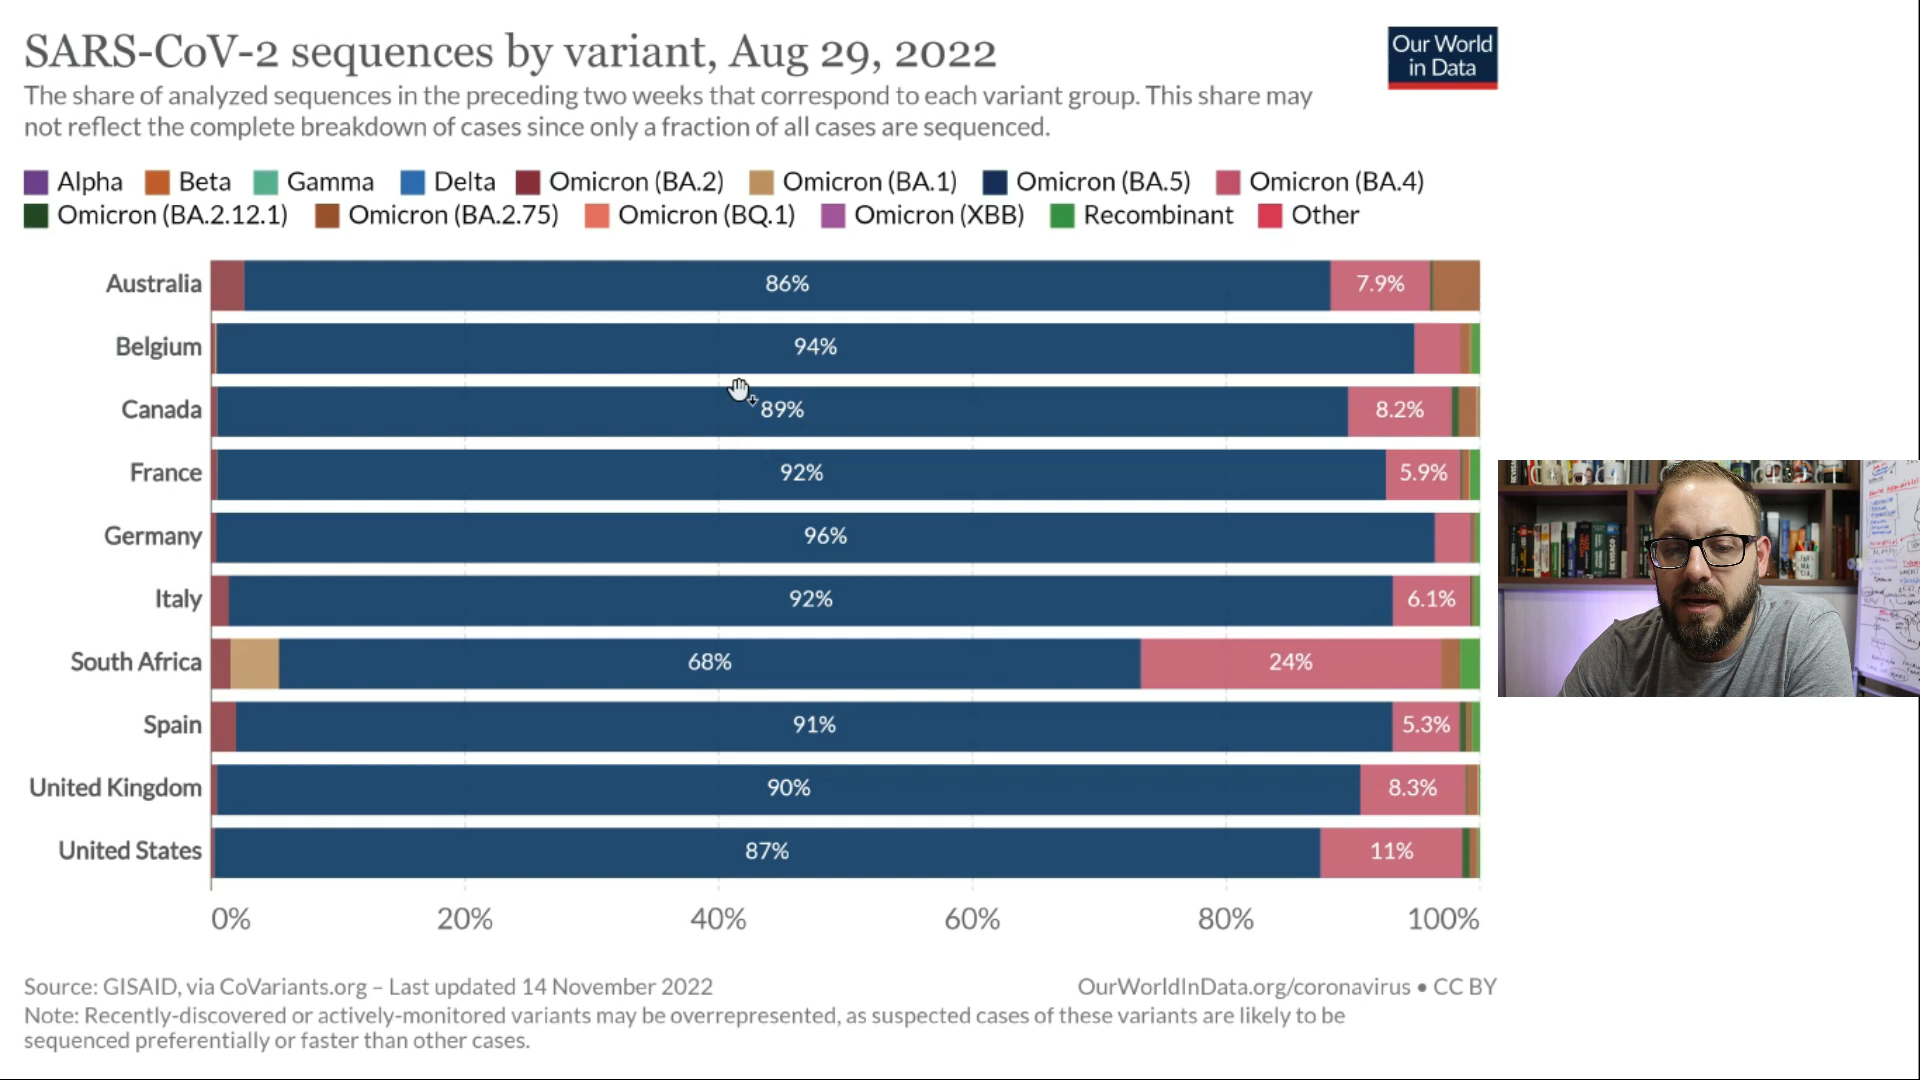 SARS-CoV-2 sequences by variant, Aug 29, 2022
Our World
in Data
The share of analyzed sequences in the preceding two weeks that correspond to each variant group. This share may
not reflect the complete breakdown of cases since only a fraction of all cases are sequenced.
Alpha Beta Gamma Delta Omicron (BA.2) Omicron (BA.1) Omicron (BA.5) Omicron (BA.4)
Omicron (BA.2.12.1) Omicron (BA.2.75) Omicron (BQ.1) Omicron (XBB) Recombinant Other
Australia 86% 7.9%
Belgium 94%
Canada 89% 8.2%
France 92% 5.9%
Germany 96%
Italy 92% 6.1%
South Africa 68% 24%
Spain 91% 5.3%
United Kingdom 90% 8.3%
United States 87% 11%
0% 20% 40% 60% 80% 100%
Source: GISAID, via CoVariants.org – Last updated 14 November 2022
OurWorldInData.org/coronavirus • CC BY
Note: Recently-discovered or actively-monitored variants may be overrepresented, as suspected cases of these variants are likely to be
sequenced preferentially or faster than other cases.